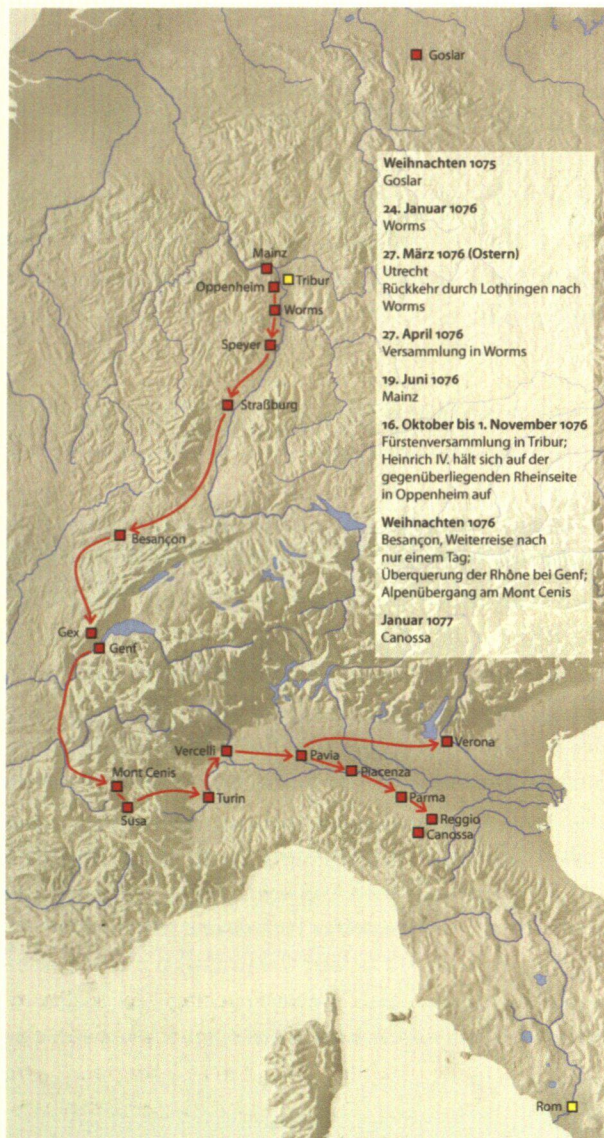 Goslar
Weihnachten 1075
Goslar
24. Januar 1076
Worms
27. März 1076 (Ostern)
Utrecht
Rückkehr durch Lothringen nach
Worms
27. April 1076
Versammlung in Worms
19. Juni 1076
Mainz
16. Oktober bis 1. November 1076
Fürstenversammlung in Tribur;
Heinrich IV. hält sich auf der
gegenüberliegenden Rheinseite
in Oppenheim auf
Weihnachten 1076
Besançon, Weiterreise nach
nur einem Tag;
Überquerung der Rhône bei Genf;
Alpenübergang am Mont Cenis
Januar 1077
Canossa
Mainz
Tribur
Oppenheim
Worms
Speyer
Straßburg
Besançon
Gex
Genf
Vercelli
Pavia
Verona
Mont Cenis
Piacenza
Susa
Turin
Parma
Reggio
Canossa
Rom